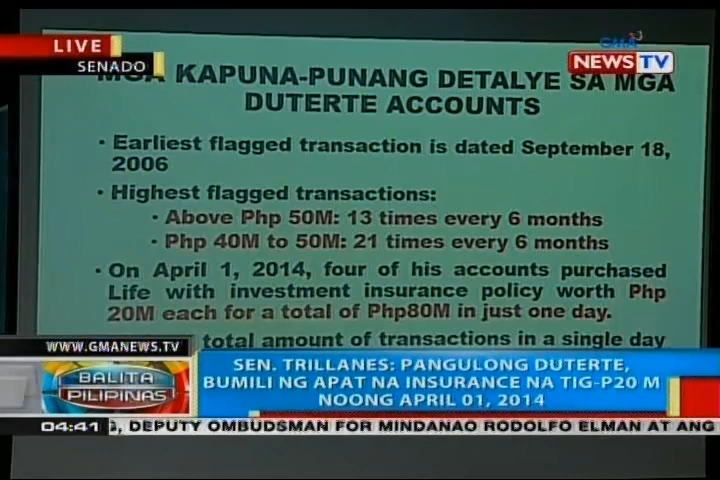 LIVE
SENADO
GMA
NEWS TV
MGA KAPUNA-PUNANG DETALYE SA MGA
DUTERTE ACCOUNTS
• Earliest flagged transaction is dated September 18,
2006
• Highest flagged transactions:
• Above Php 50M: 13 times every 6 months
• Php 40M to 50M: 21 times every 6 months
• On April 1, 2014, four of his accounts purchased
Life with investment insurance policy worth Php
20M each for a total of Php80M in just one day.
total amount of transactions in a single day
WWW.GMANEWS.TV
BALITA
PILIPINAS
SEN. TRILLANES: PANGULONG DUTERTE,
BUMILI NG APAT NA INSURANCE NA TIG-P20 M
NOONG APRIL 01, 2014
04:41
, DEPUTY OMBUDSMAN FOR MINDANAO RODOLFO ELMAN AT ANG